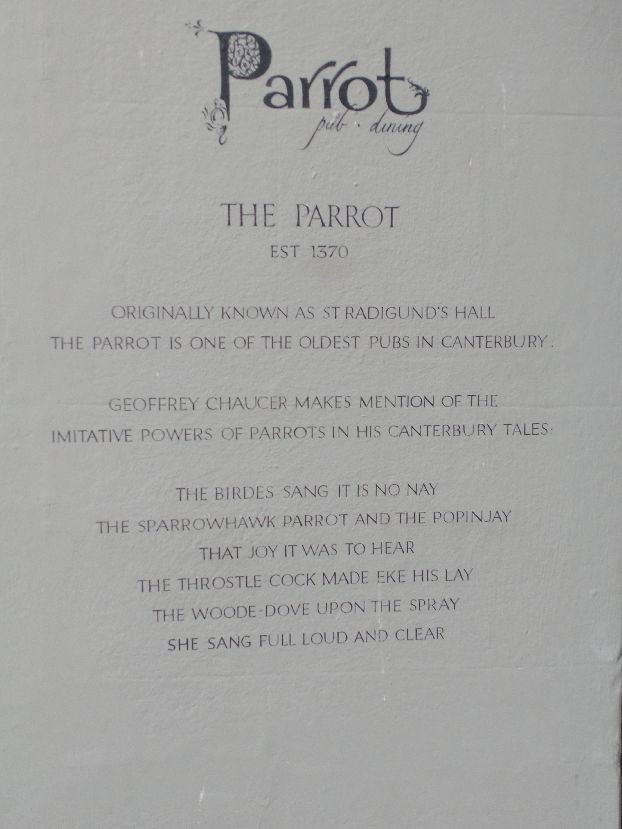 Parrot
pub · dining
THE PARROT
EST 1370
ORIGINALLY KNOWN AS ST RADIGUND'S HALL
THE PARROT IS ONE OF THE OLDEST PUBS IN CANTERBURY.
GEOFFREY CHAUCER MAKES MENTION OF THE
IMITATIVE POWERS OF PARROTS IN HIS CANTERBURY TALES:
THE BIRDES SANG IT IS NO NAY
THE SPARROWHAWK PARROT AND THE POPINJAY
THAT JOY IT WAS TO HEAR
THE THROSTLE COCK MADE EKE HIS LAY
THE WOODE-DOVE UPON THE SPRAY
SHE SANG FULL LOUD AND CLEAR